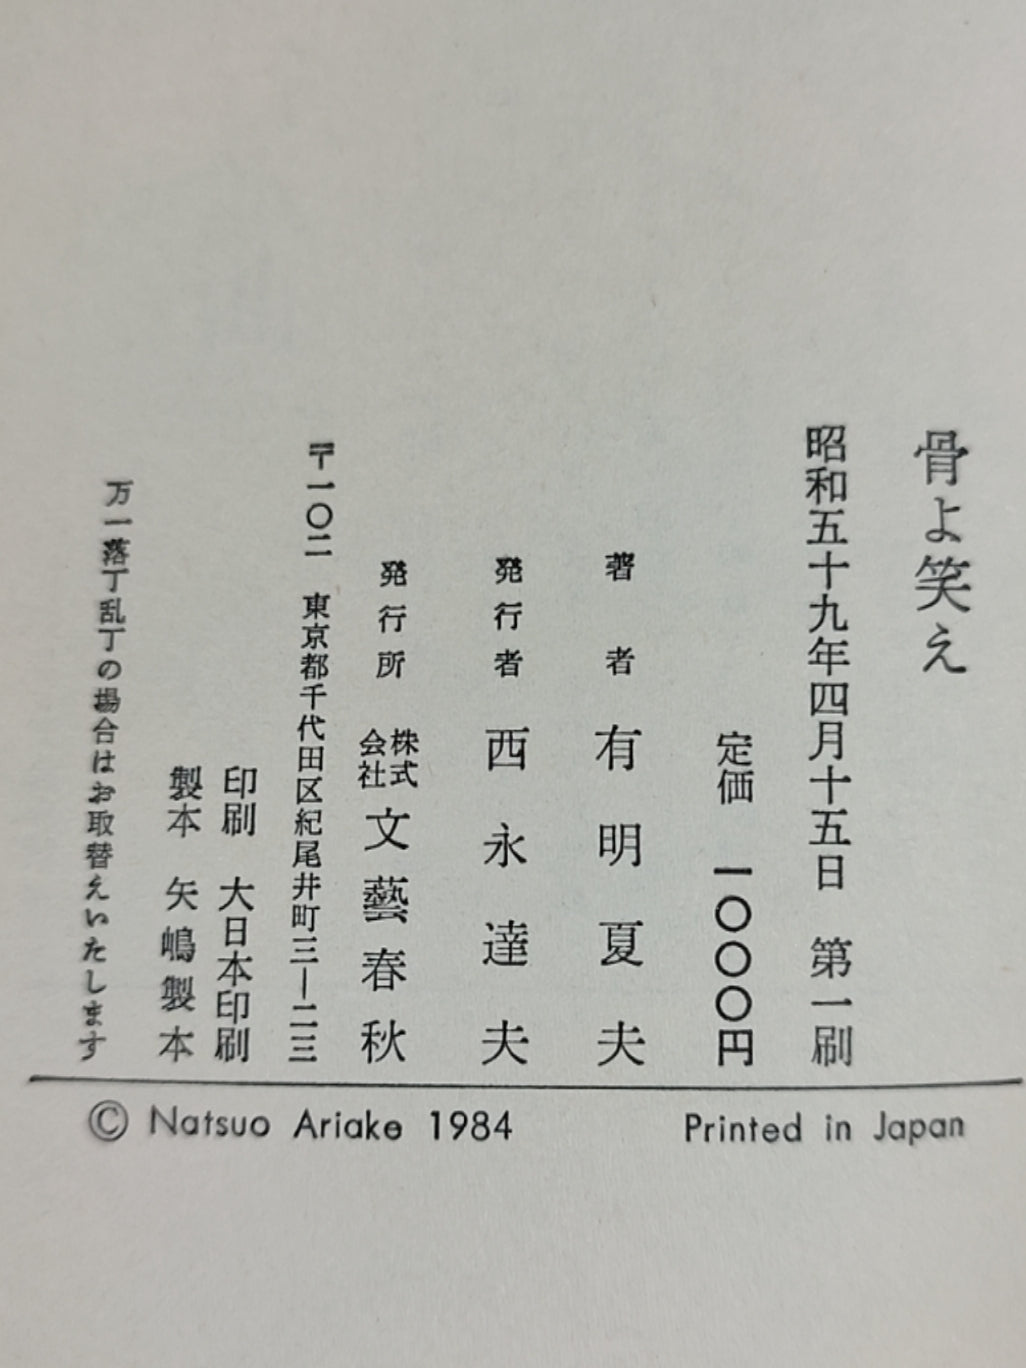 骨よ笑え
昭和五十九年四月十五日　第一刷
定価　一〇〇〇円
著者　有明夏夫
発行者　西永達夫
発行所　株式会社文藝春秋
〒一〇二　東京都千代田区紀尾井町三―二三
印刷　大日本印刷
製本　矢嶋製本
万一落丁乱丁の場合はお取替えいたします
© Natsuo Ariake 1984　Printed in Japan